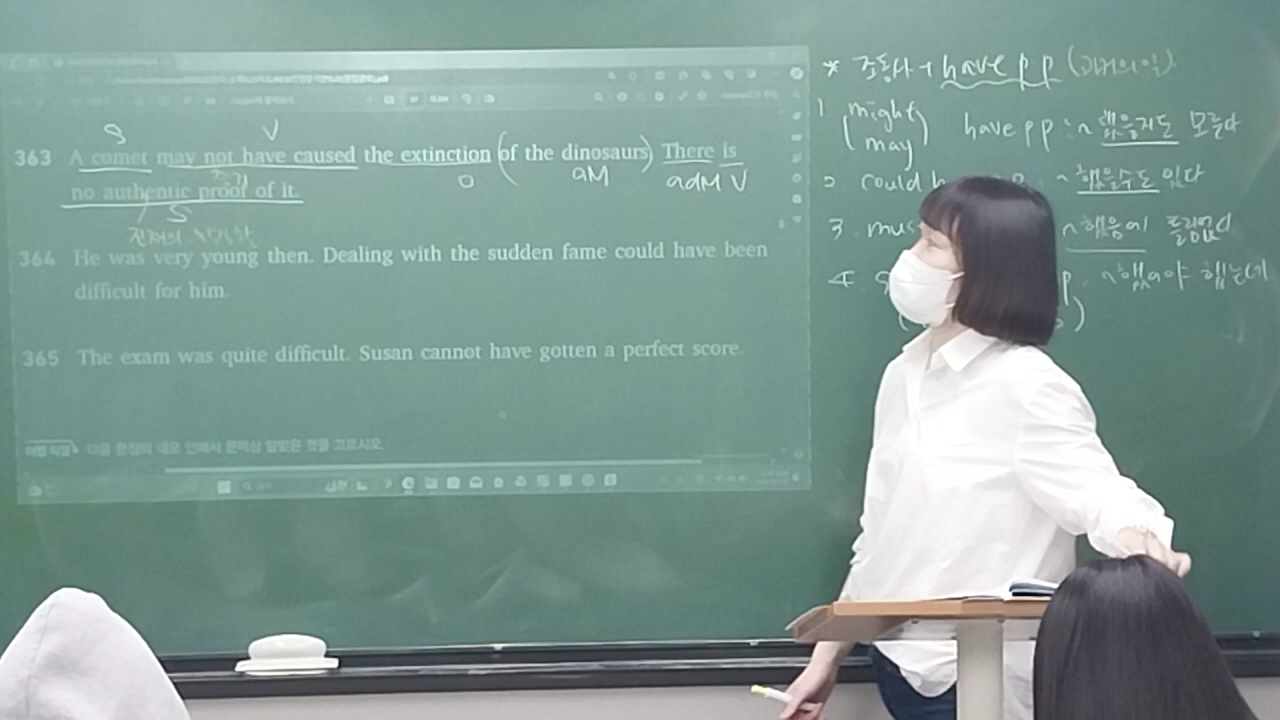 S V
363 A comet may not have caused the extinction (of the dinosaurs) There is
O aM adM V
no authentic proof of it.
S
364 He was very young then. Dealing with the sudden fame could have been
difficult for him.
365 The exam was quite difficult. Susan cannot have gotten a perfect score.
다음 문장의 네모 안에서 문맥상 알맞은 것을 고르시오.
* 조동사 + have pp (과거의 일)
1 might
( may ) have pp : ~했을지도 모른다
2 could ~했을수도 있다
3 ~했음이 틀림없다
4 ~했어야 했는데